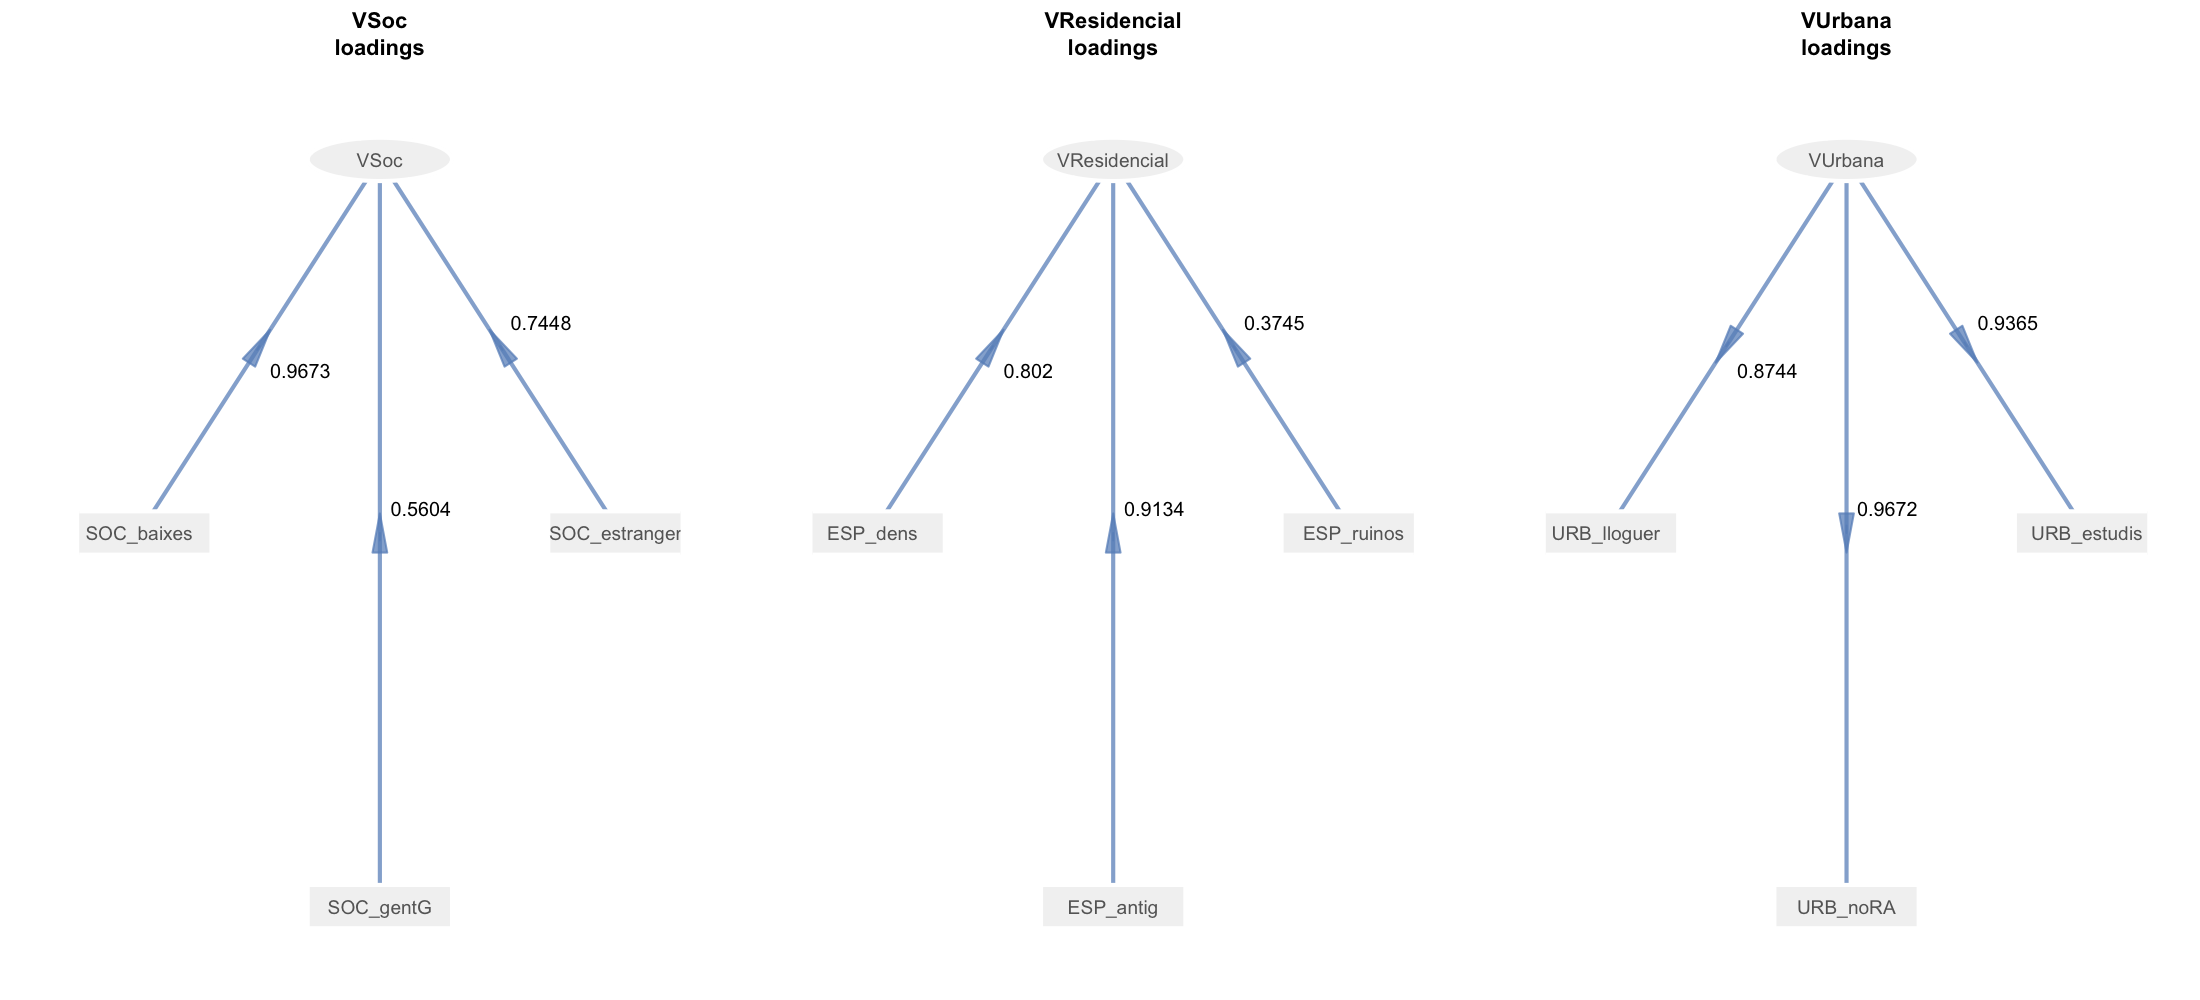 VSoc
loadings
VSoc
0.7448
0.9673
0.5604
SOC_baixes
SOC_estranger
SOC_gentG
VResidencial
loadings
VResidencial
0.3745
0.802
0.9134
ESP_dens
ESP_ruinos
ESP_antig
VUrbana
loadings
VUrbana
0.9365
0.8744
0.9672
URB_lloguer
URB_estudis
URB_noRA